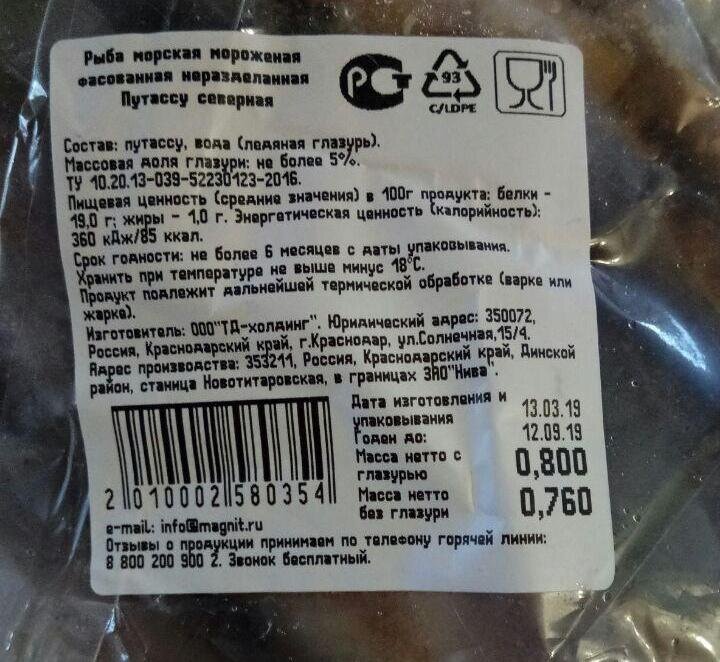 Рыба морская мороженая
фасованная неразделанная
Путассу северная
РСТ
93
C/LDPE
Состав: путассу, вода (ледяная глазурь).
Массовая доля глазури: не более 5%.
ТУ 10.20.13-039-52230123-2016.
Пищевая ценность (средние значения) в 100г продукта: белки -
19,0 г; жиры - 1,0 г. Энергетическая ценность (калорийность):
360 кДж/85 ккал.
Срок годности: не более 6 месяцев с даты упаковывания.
Хранить при температуре не выше минус 18°С.
Продукт подлежит дальнейшей термической обработке (варке или
жарке).
Изготовитель: ООО"ТД-холдинг". Юридический адрес: 350072,
Россия, Краснодарский край, г.Краснодар, ул.Солнечная,15/4.
Адрес производства: 353211, Россия, Краснодарский край, Динской
район, станица Новотитаровская, в границах ЗАО"Нива".
Дата изготовления и
упаковывания 13.03.19
Годен до: 12.09.19
Масса нетто с
глазурью 0,800
Масса нетто
без глазури 0,760
2 010002 580354
e-mail: info@magnit.ru
Отзывы о продукции принимаем по телефону горячей линии:
8 800 200 900 2. Звонок бесплатный.